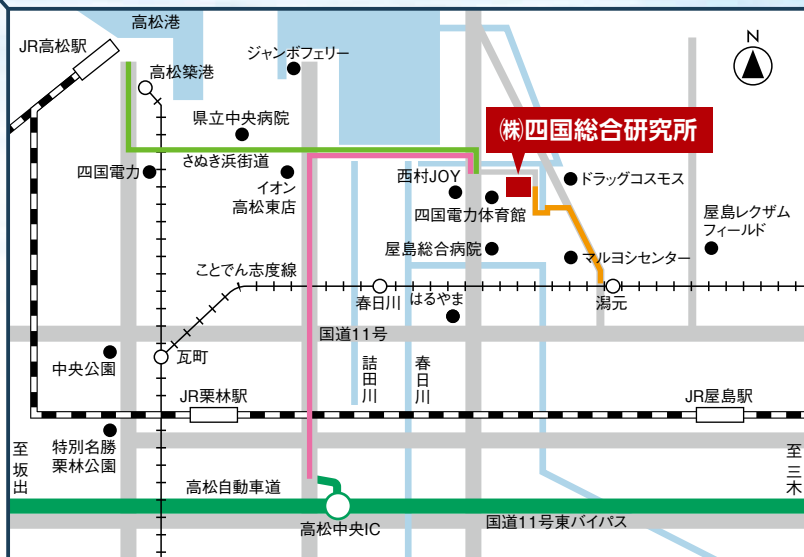 高松港
JR高松駅
ジャンボフェリー
N
高松築港
県立中央病院
㈱四国総合研究所
さぬき浜街道
四国電力
イオン
高松東店
西村JOY
ドラッグコスモス
四国電力体育館
屋島レクザム
フィールド
屋島総合病院
マルヨシセンター
ことでん志度線
春日川
はるやま
潟元
国道11号
中央公園
瓦町
詰田川
春日川
JR栗林駅
JR屋島駅
特別名勝
栗林公園
至坂出
至三木
高松自動車道
高松中央IC
国道11号東バイパス